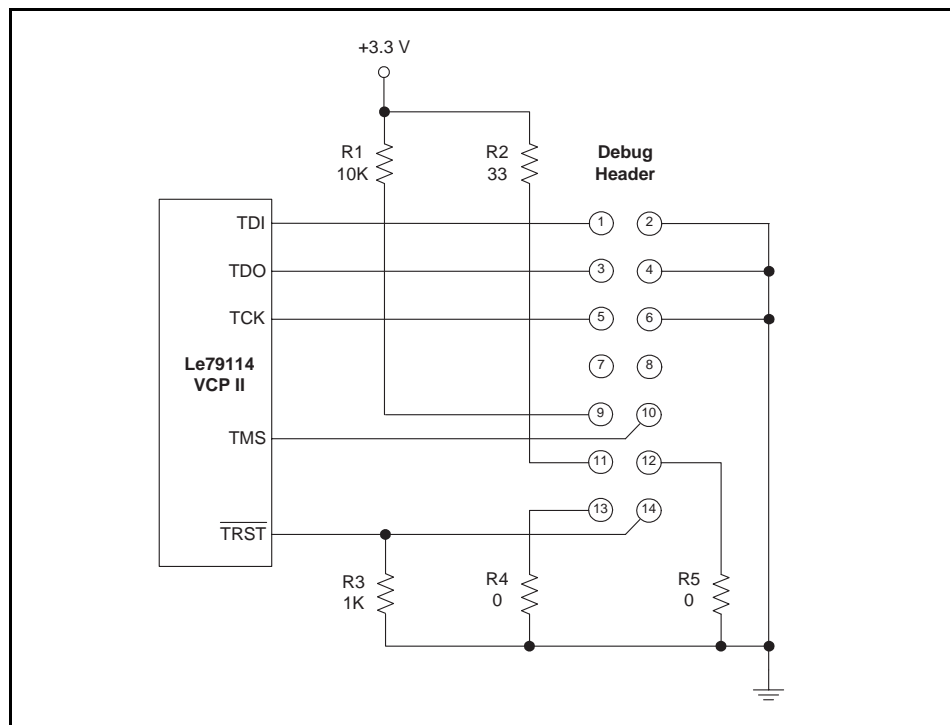 +3.3 V
R1
10K
R2
33
Debug
Header
TDI
1
2
TDO
3
4
TCK
5
6
Le79114
VCP II
7
8
9
10
TMS
11
12
13
14
TRST
R3
1K
R4
0
R5
0